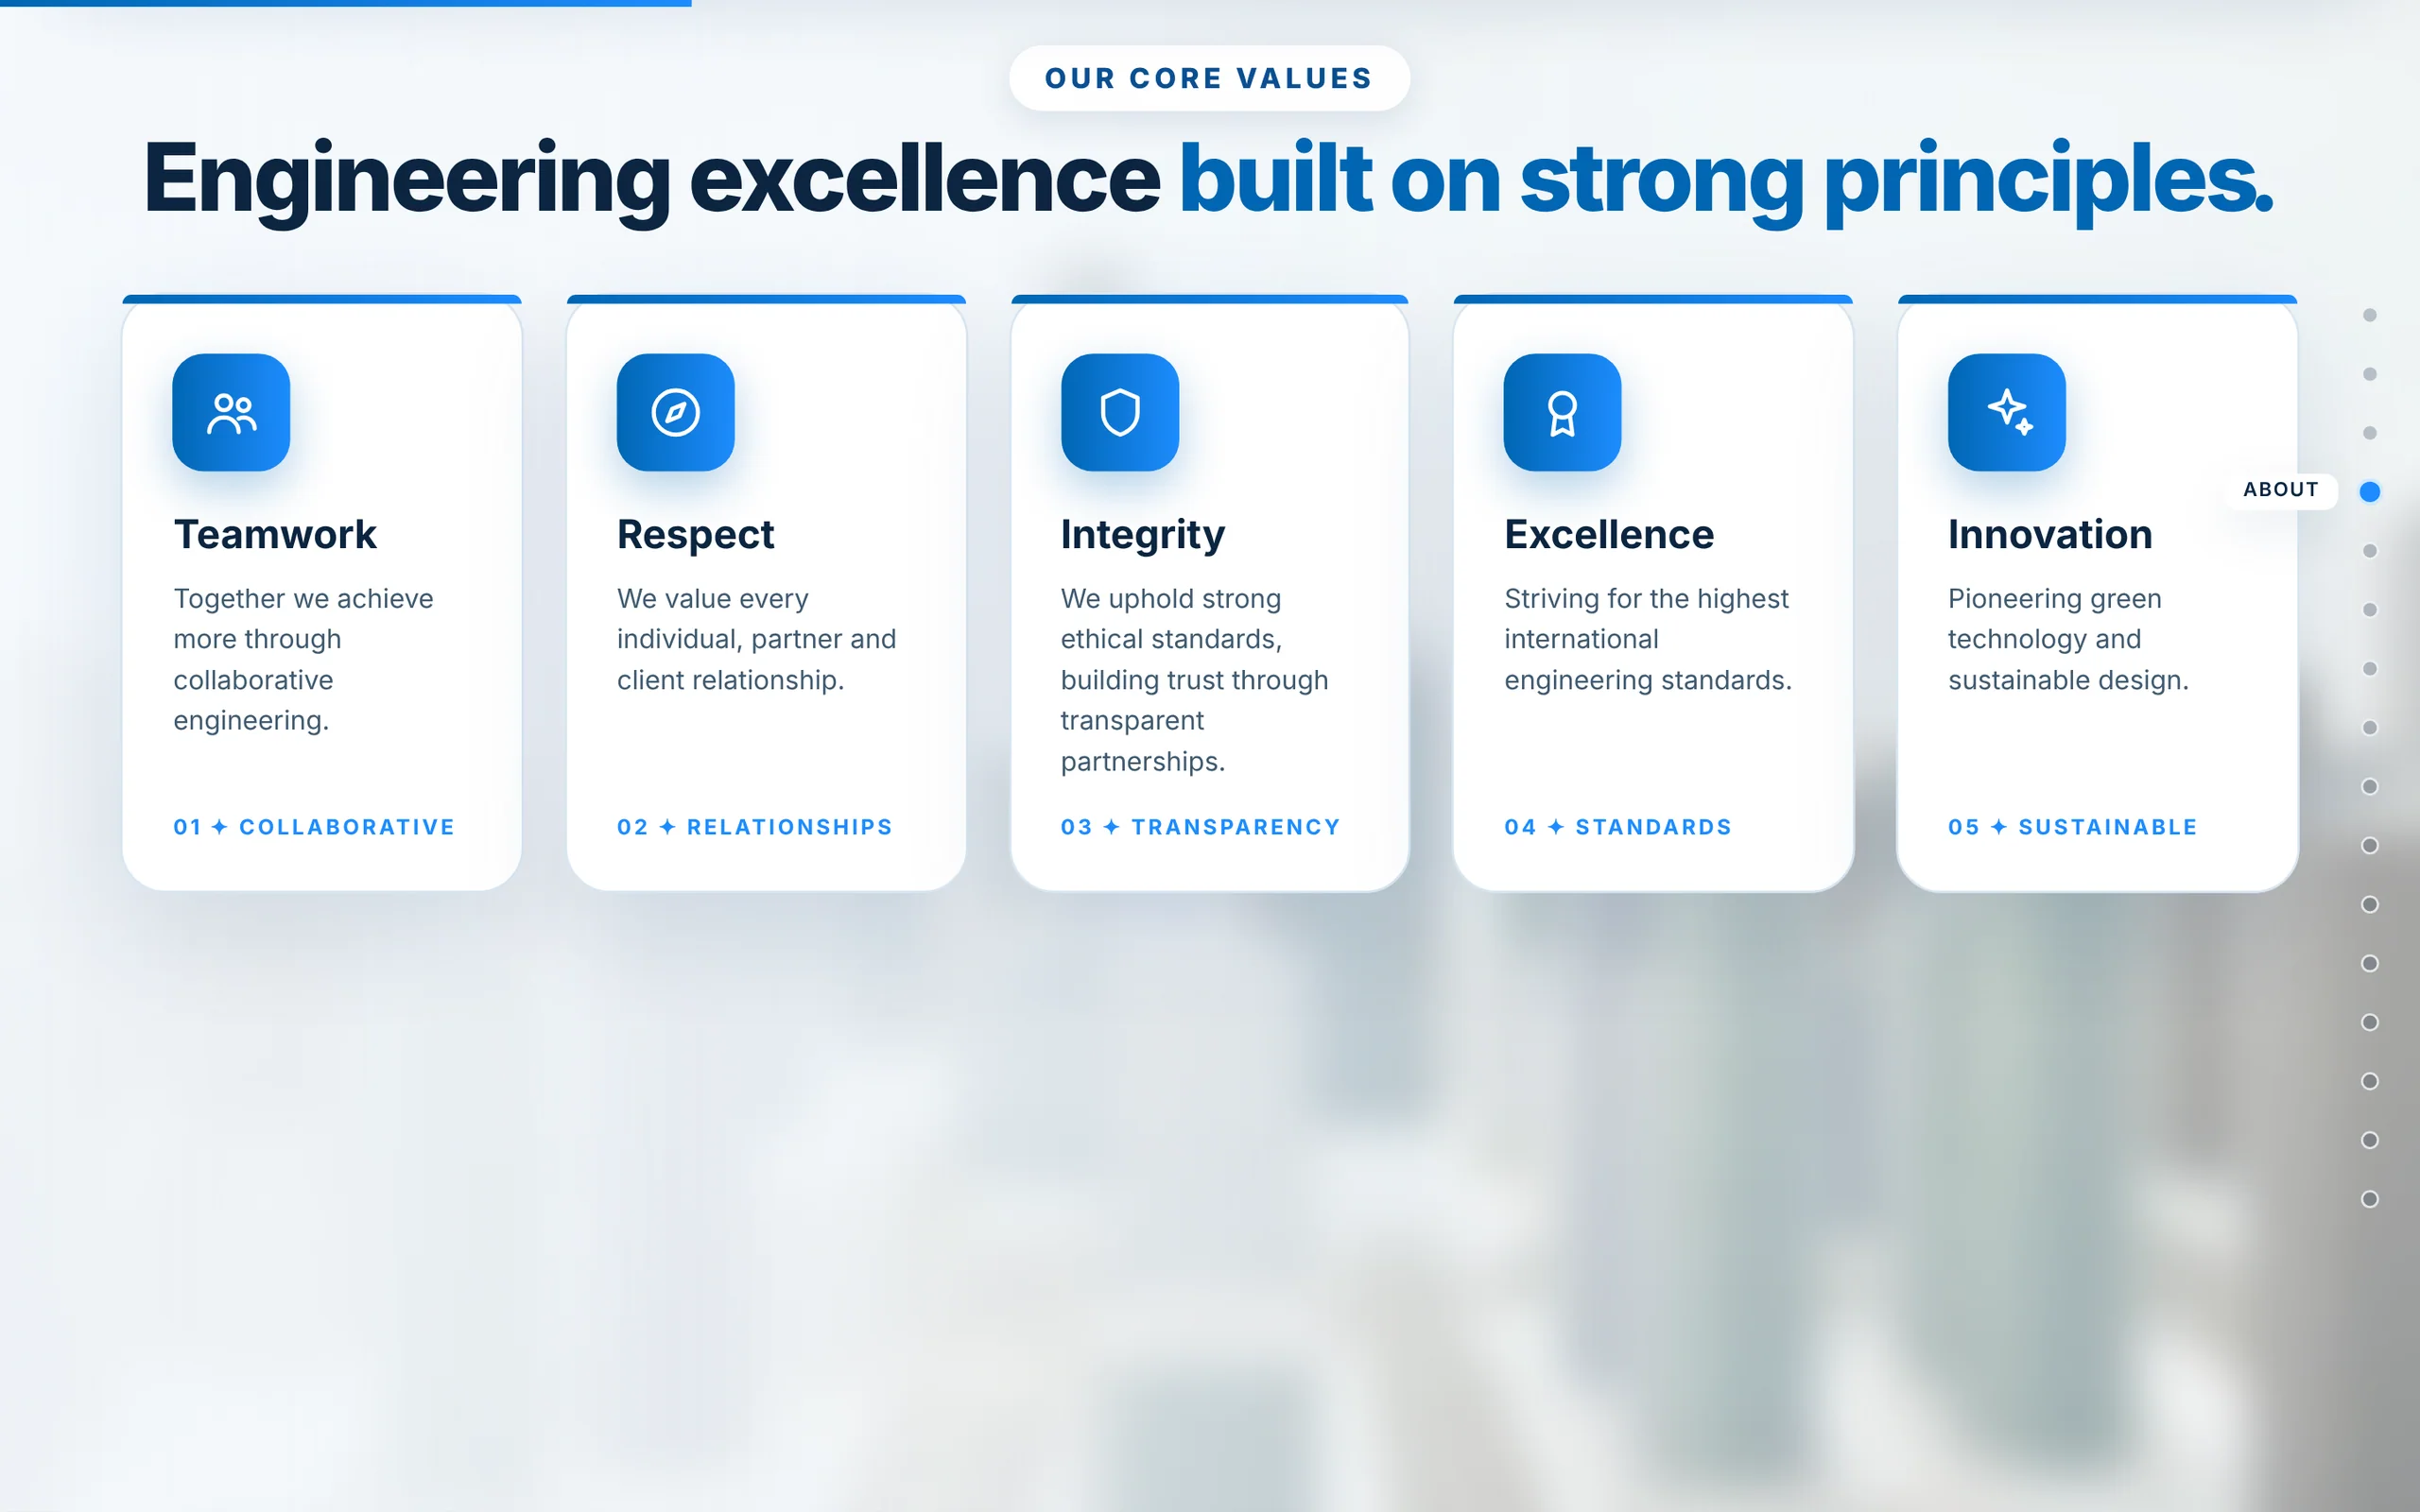 OUR CORE VALUES
Engineering excellence built on strong principles.
Teamwork
Together we achieve
more through
collaborative
engineering.
01 ✦ COLLABORATIVE
Respect
We value every
individual, partner and
client relationship.
02 ✦ RELATIONSHIPS
Integrity
We uphold strong
ethical standards,
building trust through
transparent
partnerships.
03 ✦ TRANSPARENCY
Excellence
Striving for the highest
international
engineering standards.
04 ✦ STANDARDS
Innovation
Pioneering green
technology and
sustainable design.
05 ✦ SUSTAINABLE
ABOUT